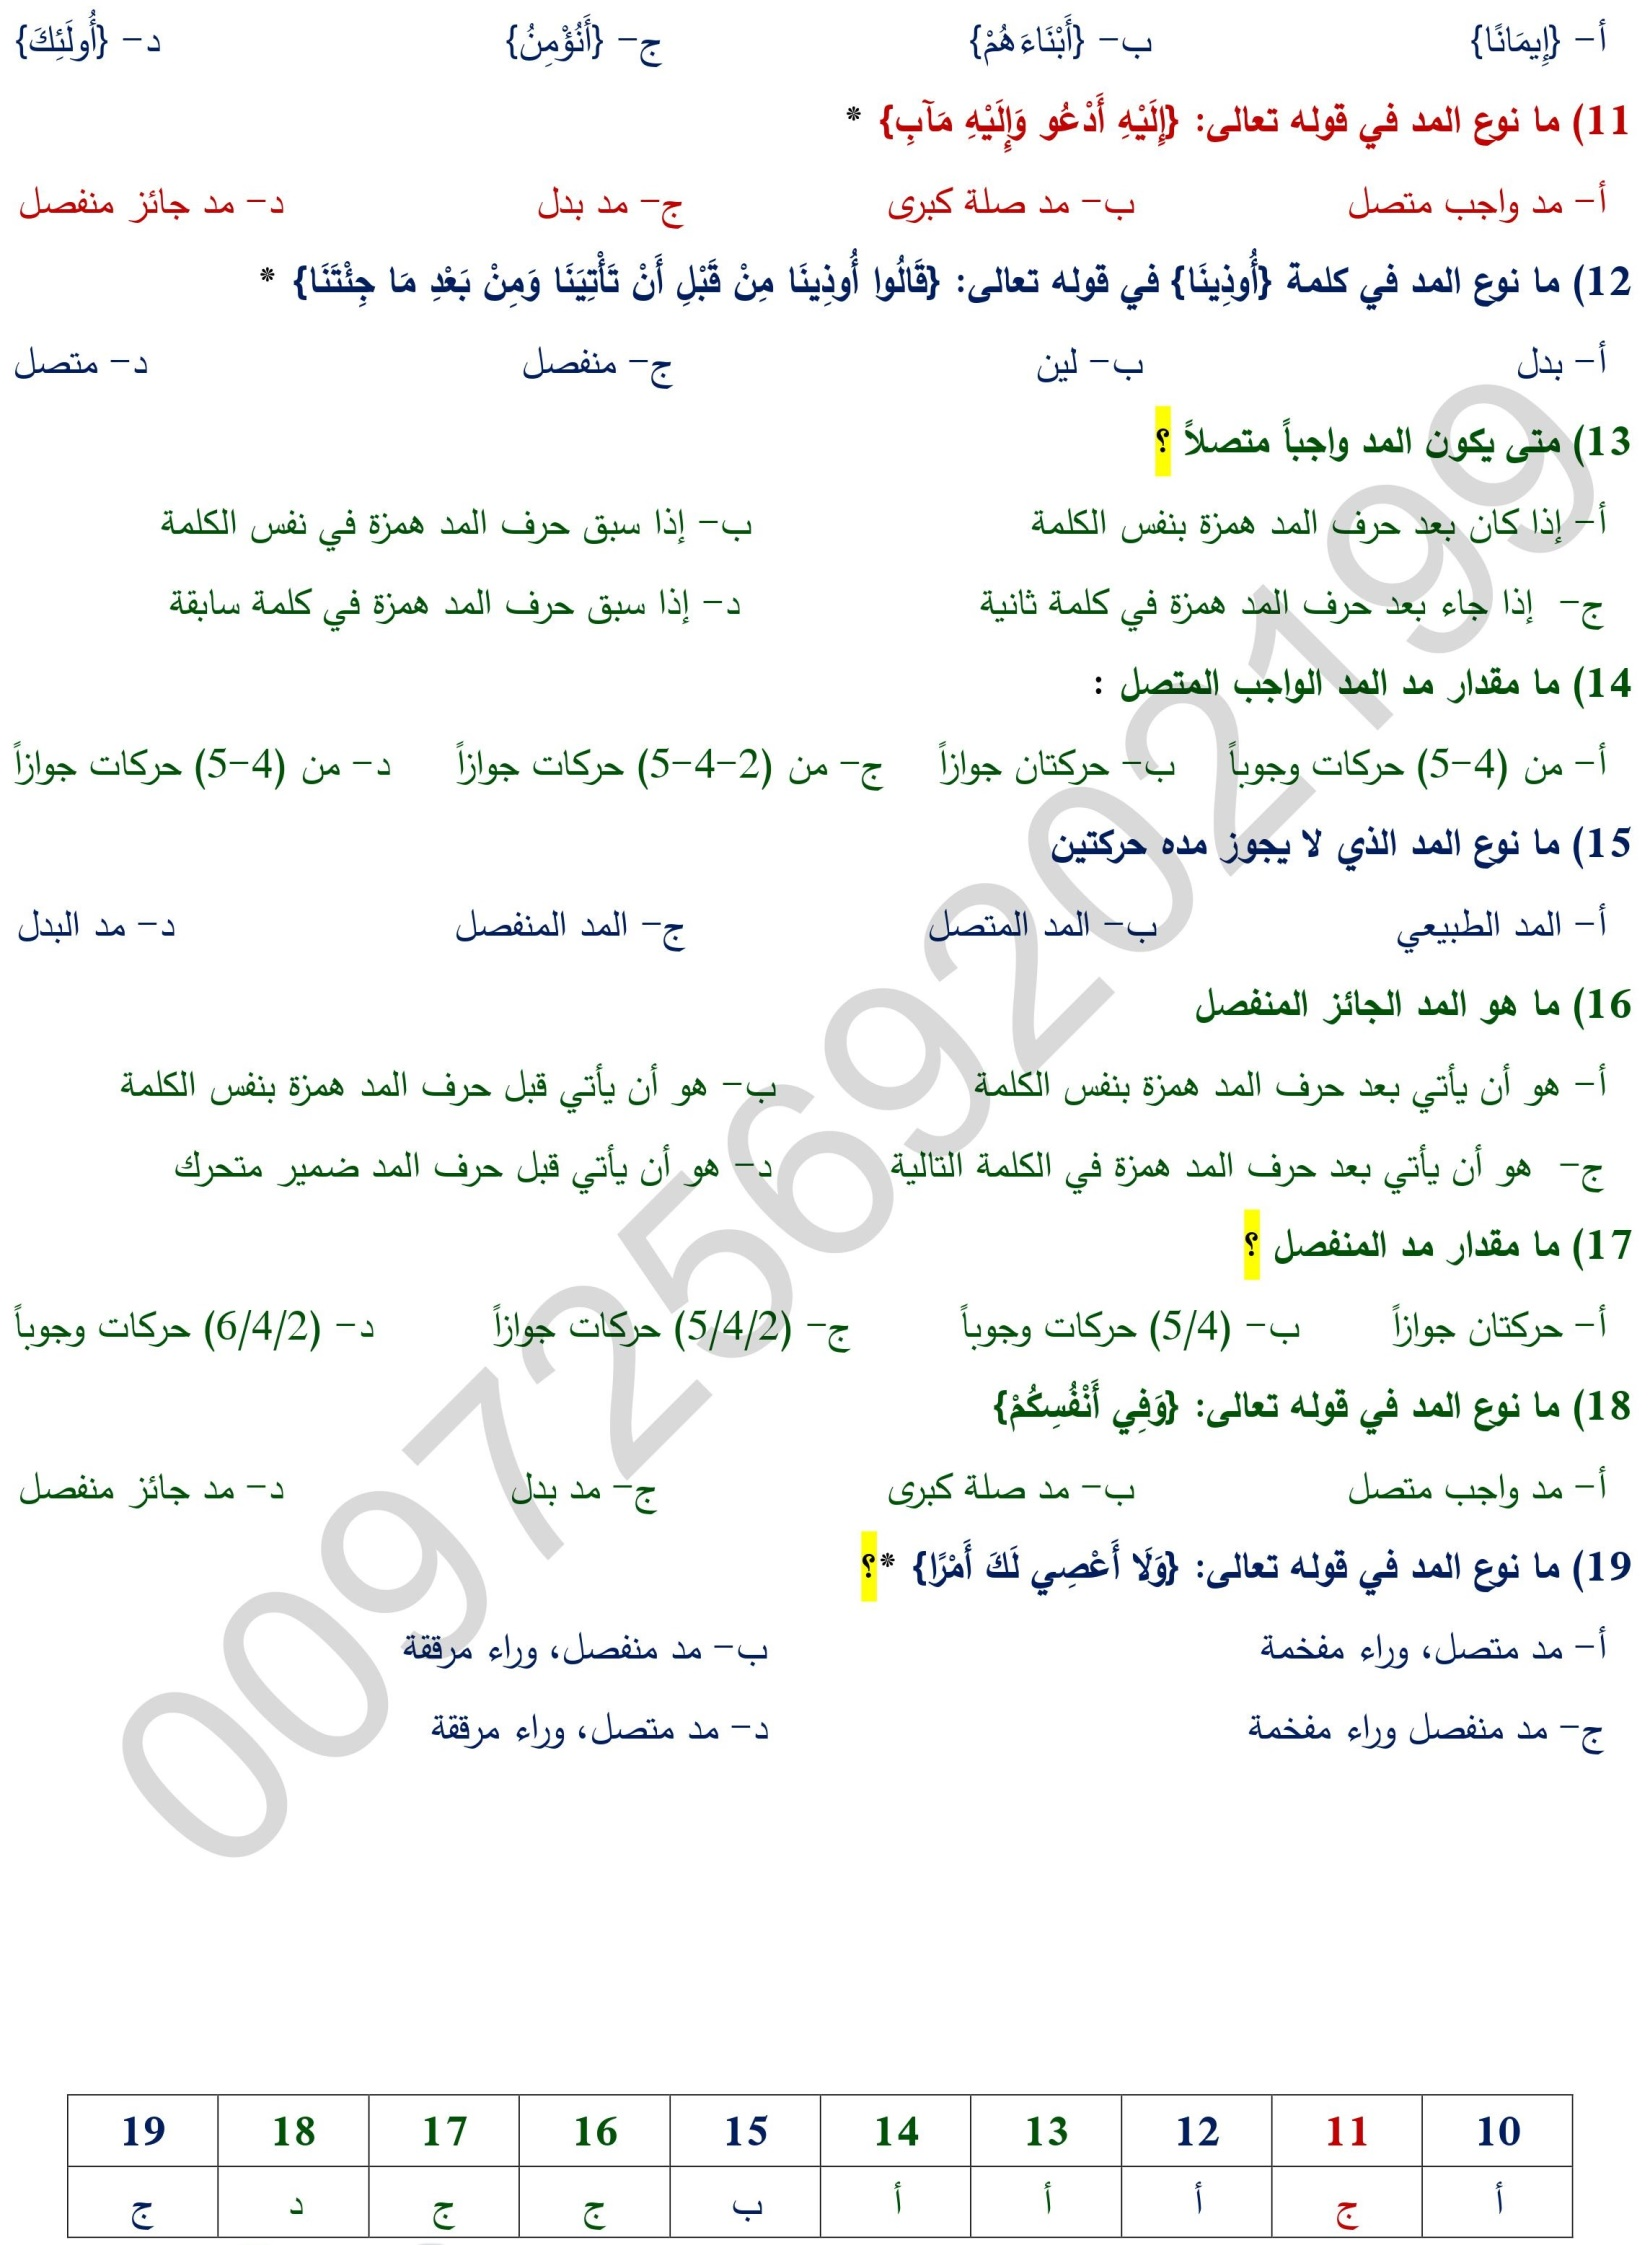 أ- {إِيمَانًا} ب- {أَبْنَاءَهُمْ} ج- {أَنُؤْمِنُ} د- {أُولَئِكَ}
11) ما نوع المد في قوله تعالى: {إِلَيْهِ أَدْعُو وَإِلَيْهِ مَآبِ} *
أ- مد واجب متصل ب- مد صلة كبرى ج- مد بدل د- مد جائز منفصل
12) ما نوع المد في كلمة {أُوذِينَا} في قوله تعالى: {قَالُوا أُوذِينَا مِنْ قَبْلِ أَنْ تَأْتِيَنَا وَمِنْ بَعْدِ مَا جِئْتَنَا} *
أ- بدل ب- لين ج- منفصل د- متصل
13) متى يكون المد واجباً متصلاً ؟
أ- إذا كان بعد حرف المد همزة بنفس الكلمة ب- إذا سبق حرف المد همزة في نفس الكلمة
ج- إذا جاء بعد حرف المد همزة في كلمة ثانية د- إذا سبق حرف المد همزة في كلمة سابقة
14) ما مقدار مد المد الواجب المتصل :
أ- من (4-5) حركات وجوباً ب- حركتان جوازاً ج- من (2-4-5) حركات جوازاً د- من (4-5) حركات جوازاً
15) ما نوع المد الذي لا يجوز مده حركتين
أ- المد الطبيعي ب- المد المتصل ج- المد المنفصل د- مد البدل
16) ما هو المد الجائز المنفصل
أ- هو أن يأتي بعد حرف المد همزة بنفس الكلمة ب- هو أن يأتي قبل حرف المد همزة بنفس الكلمة
ج- هو أن يأتي بعد حرف المد همزة في الكلمة التالية د- هو أن يأتي قبل حرف المد ضمير متحرك
17) ما مقدار مد المنفصل ؟
أ- حركتان جوازاً ب- (5/4) حركات وجوباً ج- (5/4/2) حركات جوازاً د- (6/4/2) حركات وجوباً
18) ما نوع المد في قوله تعالى: {وَفِي أَنْفُسِكُمْ}
أ- مد واجب متصل ب- مد صلة كبرى ج- مد بدل د- مد جائز منفصل
19) ما نوع المد في قوله تعالى: {وَلَا أَعْصِي لَكَ أَمْرًا} *؟
أ- مد متصل، وراء مفخمة ب- مد منفصل، وراء مرققة
ج- مد منفصل وراء مفخمة د- مد متصل، وراء مرققة
10 11 12 13 14 15 16 17 18 19
أ ج أ أ أ ب ج ج د ج
00972569202199